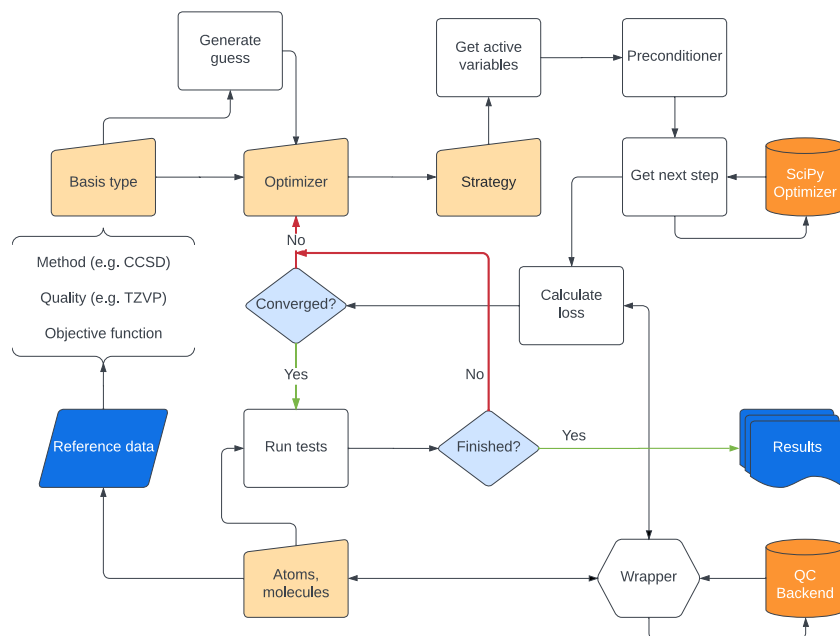 Generate
guess
Get active
variables
Preconditioner
Basis type
Optimizer
Strategy
Get next step
SciPy
Optimizer
No
Method (e.g. CCSD)
Quality (e.g. TZVP)
Objective function
Converged?
Calculate
loss
Yes
No
Reference data
Run tests
Finished?
Yes
Results
Atoms,
molecules
Wrapper
QC
Backend